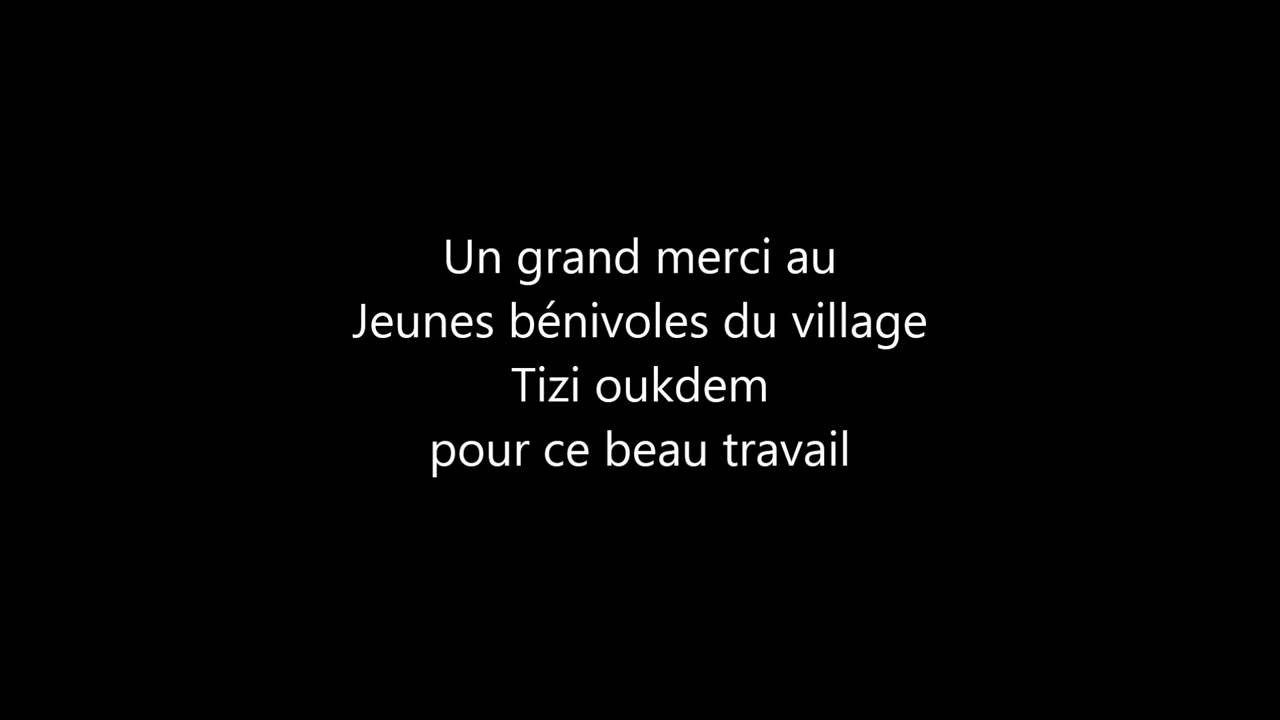 Un grand merci au
Jeunes bénivoles du village
Tizi oukdem
pour ce beau travail